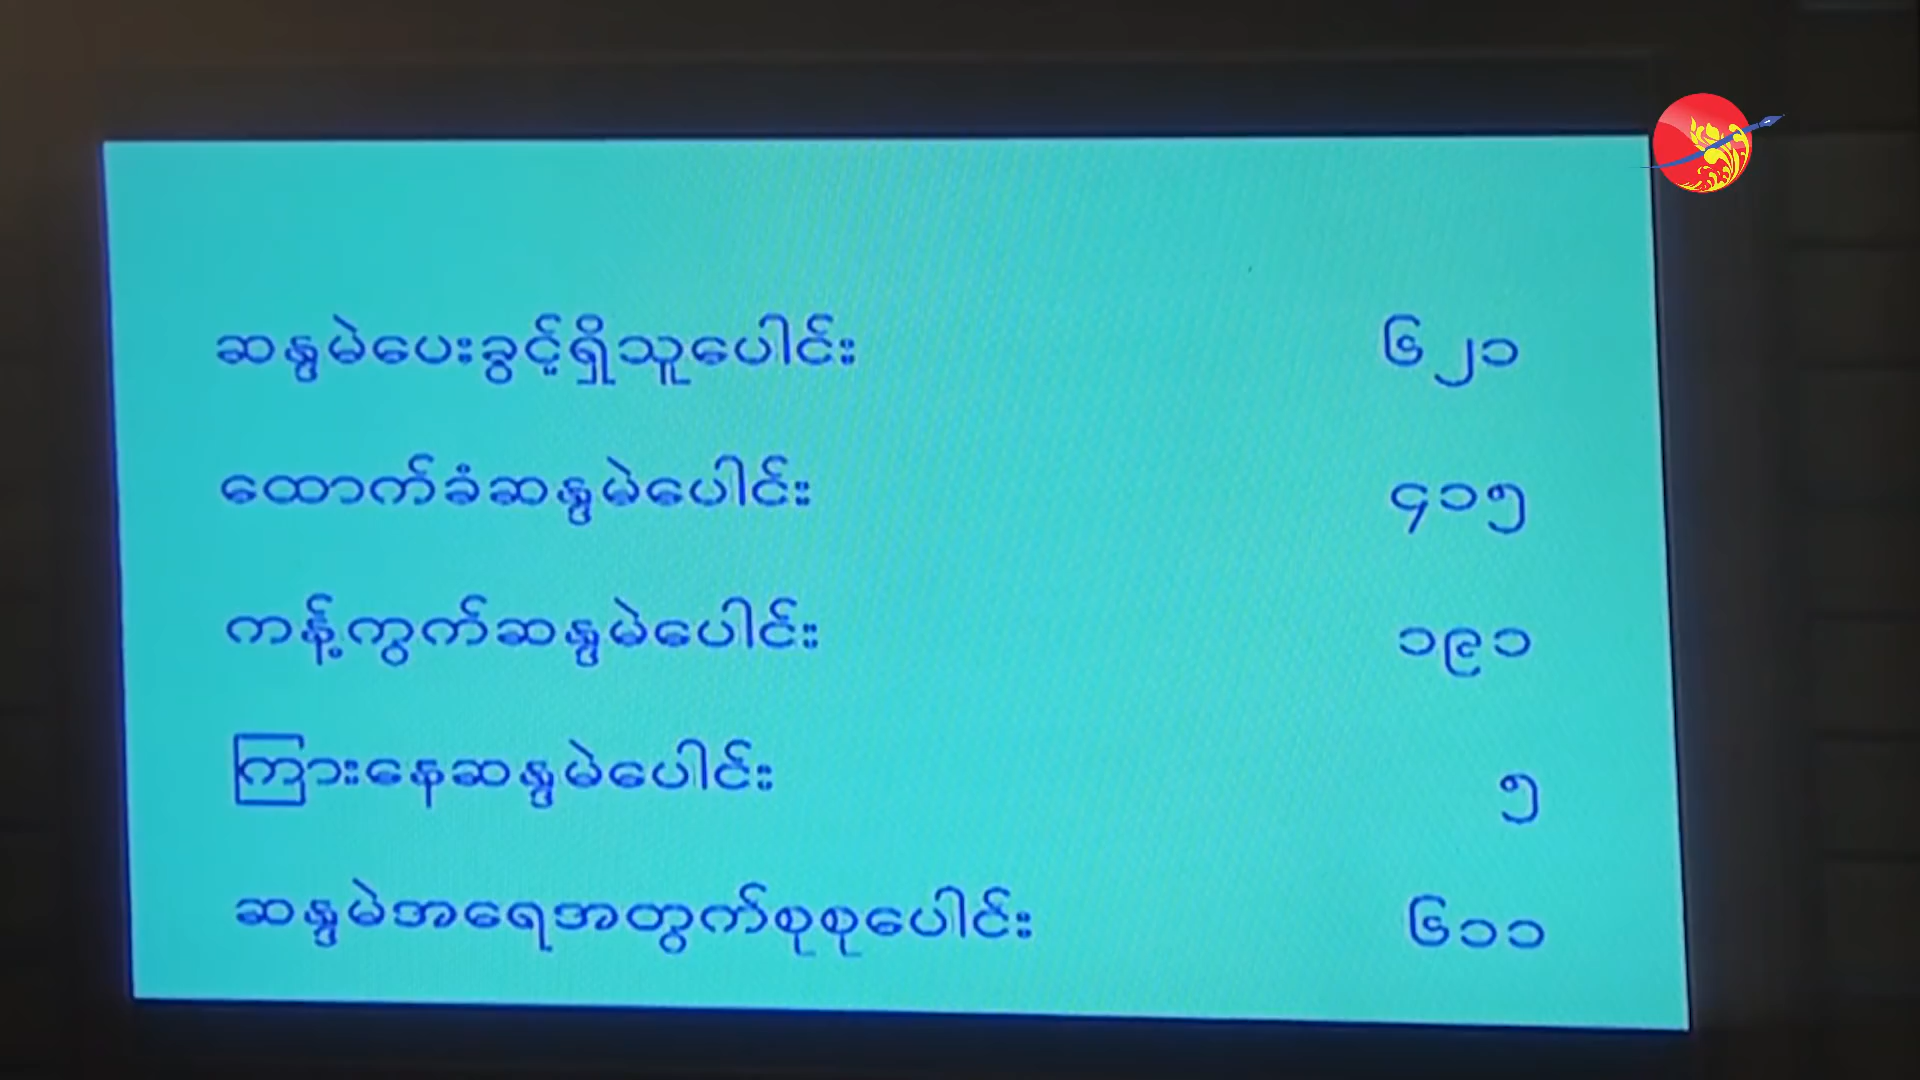 ဆန္ဒမဲပေးခွင့်ရှိသူပေါင်း ၆၂၁
ထောက်ခံဆန္ဒမဲပေါင်း ၄၁၅
ကန့်ကွက်ဆန္ဒမဲပေါင်း ၁၉၁
ကြားနေဆန္ဒမဲပေါင်း ၅
ဆန္ဒမဲအရေအတွက်စုစုပေါင်း ၆၁၁